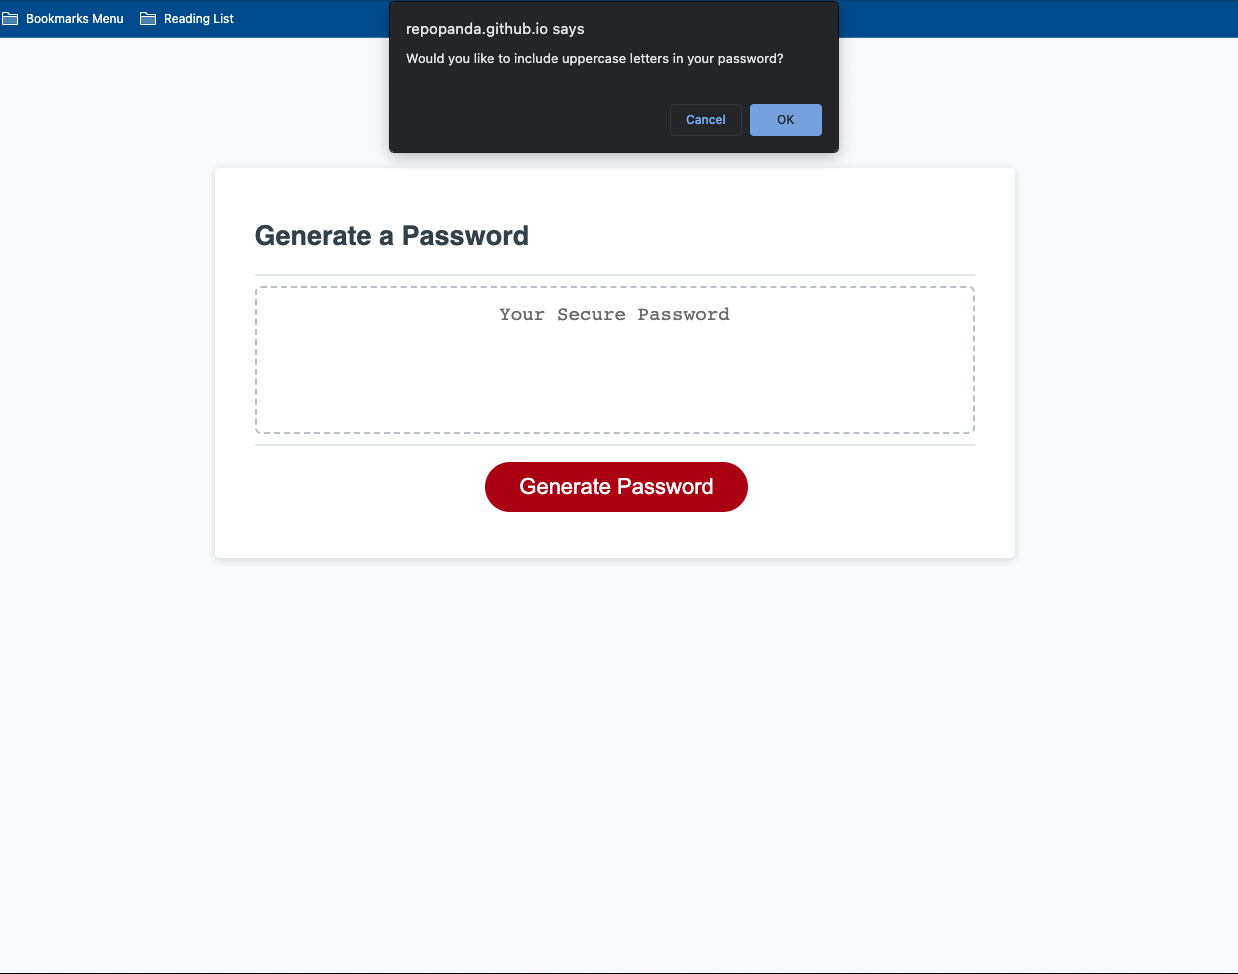 Bookmarks Menu Reading List
repopanda.github.io says
Would you like to include uppercase letters in your password?
Cancel OK
Generate a Password
Your Secure Password
Generate Password